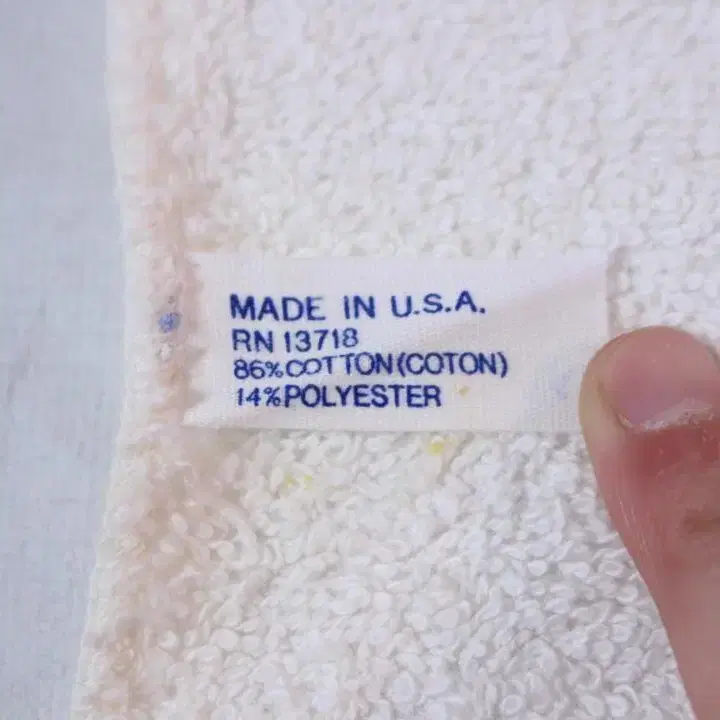 MADE IN U.S.A.
RN 13718
86%COTTON(COTON)
14%POLYESTER